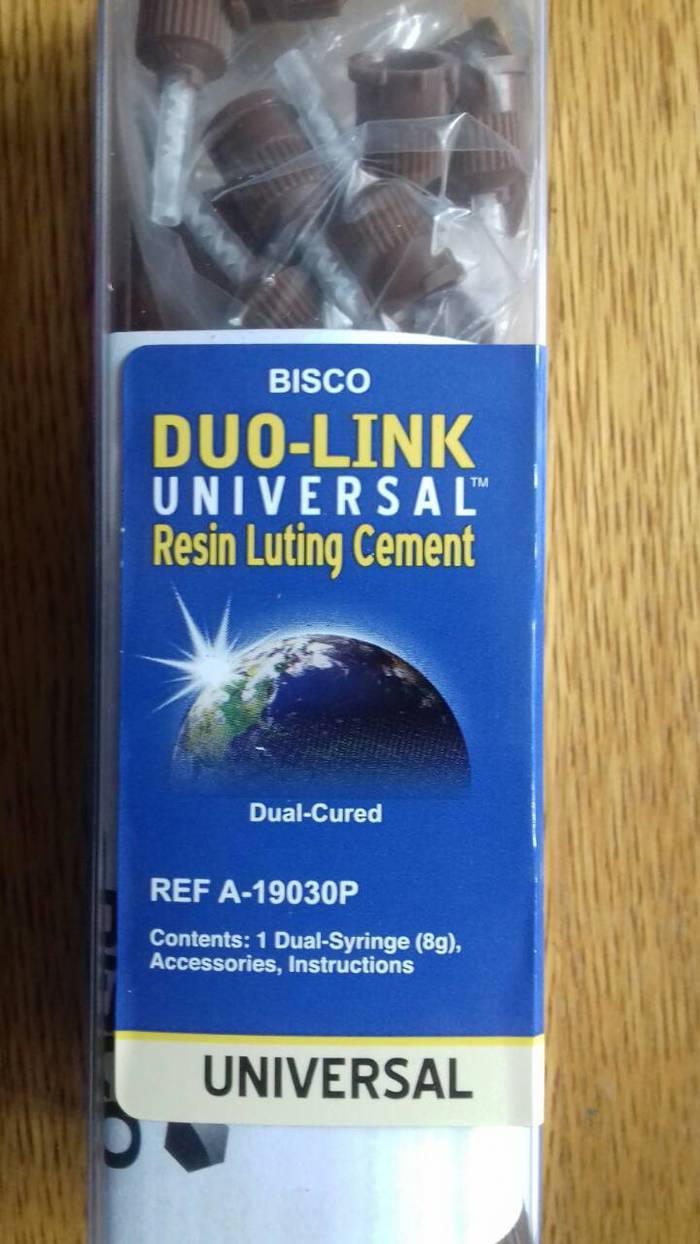 BISCO
DUO-LINK
UNIVERSAL™
Resin Luting Cement
Dual-Cured
REF A-19030P
Contents: 1 Dual-Syringe (8g),
Accessories, Instructions
UNIVERSAL